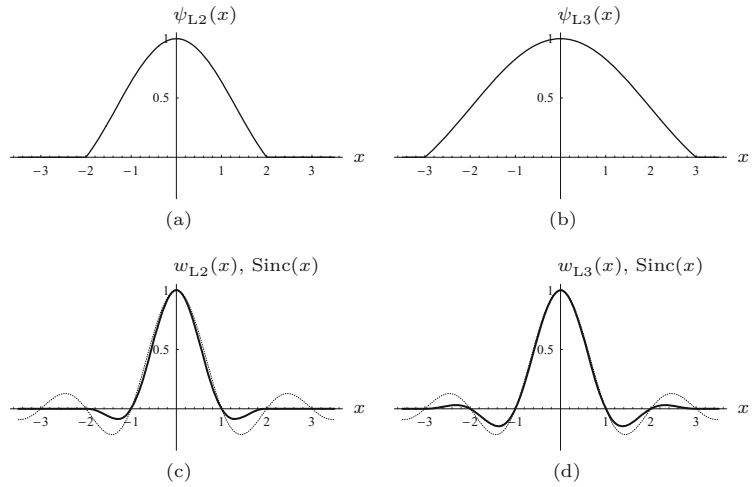 ψL2(x)
ψL3(x)
1
1
0.5
0.5
−3 −2 −1 1 2 3 x
−3 −2 −1 1 2 3 x
(a)
(b)
wL2(x), Sinc(x)
wL3(x), Sinc(x)
1
1
0.5
0.5
−3 −2 −1 1 2 3 x
−3 −2 −1 1 2 3 x
(c)
(d)